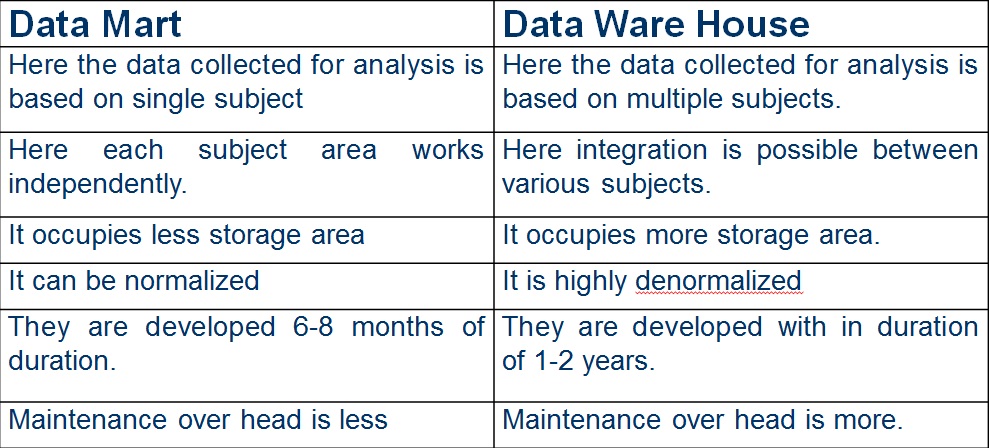 Data Mart
Data Ware House
Here the data collected for analysis is
based on single subject
Here the data collected for analysis is
based on multiple subjects.
Here each subject area works
independently.
Here integration is possible between
various subjects.
It occupies less storage area
It occupies more storage area.
It can be normalized
It is highly denormalized
They are developed 6-8 months of
duration.
They are developed with in duration
of 1-2 years.
Maintenance over head is less
Maintenance over head is more.